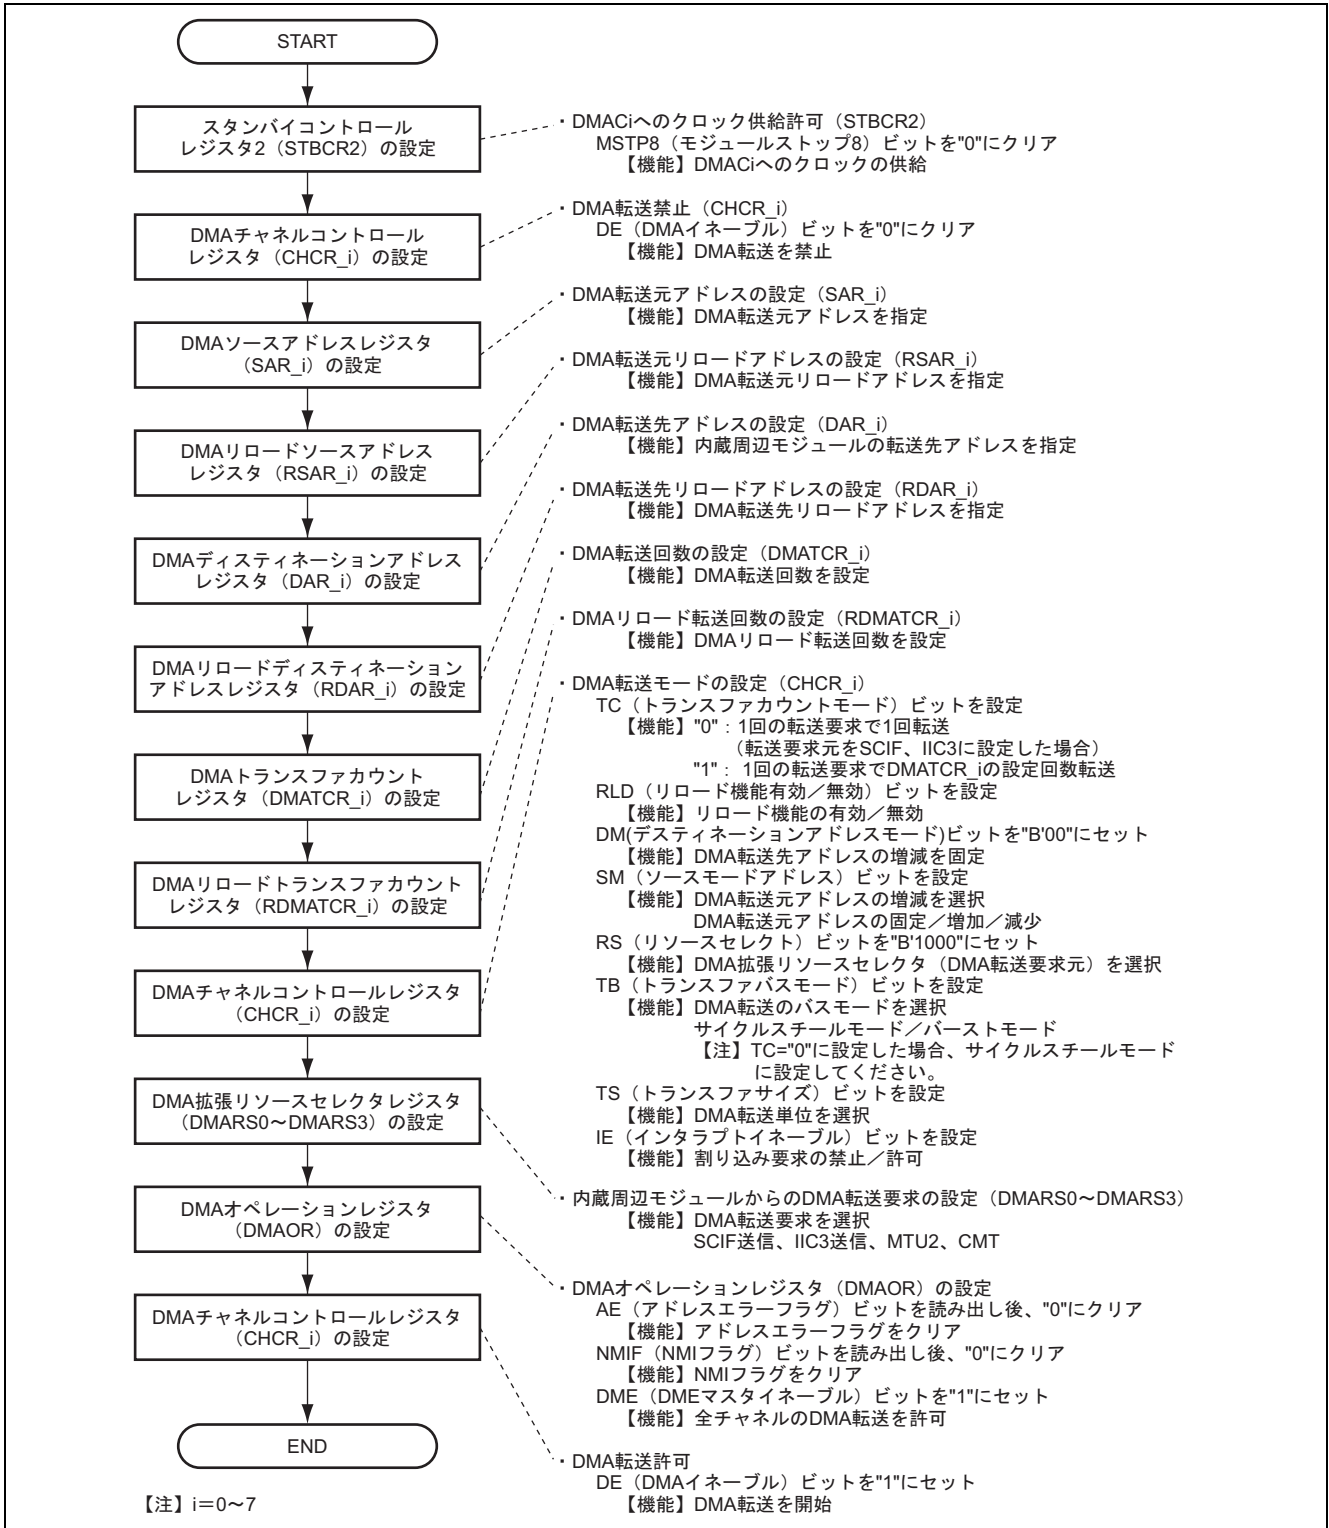 START
スタンバイコントロール
レジスタ2（STBCR2）の設定
DMAチャネルコントロール
レジスタ（CHCR_i）の設定
DMAソースアドレスレジスタ
（SAR_i）の設定
DMAリロードソースアドレス
レジスタ（RSAR_i）の設定
DMAディスティネーションアドレス
レジスタ（DAR_i）の設定
DMAリロードディスティネーション
アドレスレジスタ（RDAR_i）の設定
DMAトランスファカウント
レジスタ（DMATCR_i）の設定
DMAリロードトランスファカウント
レジスタ（RDMATCR_i）の設定
DMAチャネルコントロールレジスタ
（CHCR_i）の設定
DMA拡張リソースセレクタレジスタ
（DMARS0～DMARS3）の設定
DMAオペレーションレジスタ
（DMAOR）の設定
DMAチャネルコントロールレジスタ
（CHCR_i）の設定
END
【注】i＝0～7
・DMACiへのクロック供給許可（STBCR2）
MSTP8（モジュールストップ8）ビットを"0"にクリア
【機能】DMACiへのクロックの供給
・DMA転送禁止（CHCR_i）
DE（DMAイネーブル）ビットを"0"にクリア
【機能】DMA転送を禁止
・DMA転送元アドレスの設定（SAR_i）
【機能】DMA転送元アドレスを指定
・DMA転送元リロードアドレスの設定（RSAR_i）
【機能】DMA転送元リロードアドレスを指定
・DMA転送先アドレスの設定（DAR_i）
【機能】内蔵周辺モジュールの転送先アドレスを指定
・DMA転送先リロードアドレスの設定（RDAR_i）
【機能】DMA転送先リロードアドレスを指定
・DMA転送回数の設定（DMATCR_i）
【機能】DMA転送回数を設定
・DMAリロード転送回数の設定（RDMATCR_i）
【機能】DMAリロード転送回数を設定
・DMA転送モードの設定（CHCR_i）
TC（トランスファカウントモード）ビットを設定
【機能】"0"：1回の転送要求で1回転送
（転送要求元をSCIF、IIC3に設定した場合）
"1"：1回の転送要求でDMATCR_iの設定回数転送
RLD（リロード機能有効／無効）ビットを設定
【機能】リロード機能の有効／無効
DM(デスティネーションアドレスモード)ビットを"B'00"にセット
【機能】DMA転送先アドレスの増減を固定
SM（ソースモードアドレス）ビットを設定
【機能】DMA転送元アドレスの増減を選択
DMA転送元アドレスの固定／増加／減少
RS（リソースセレクト）ビットを"B'1000"にセット
【機能】DMA拡張リソースセレクタ（DMA転送要求元）を選択
TB（トランスファバスモード）ビットを設定
【機能】DMA転送のバスモードを選択
サイクルスチールモード／バーストモード
【注】TC="0"に設定した場合、サイクルスチールモード
に設定してください。
TS（トランスファサイズ）ビットを設定
【機能】DMA転送単位を選択
IE（インタラプトイネーブル）ビットを設定
【機能】割り込み要求の禁止／許可
・内蔵周辺モジュールからのDMA転送要求の設定（DMARS0～DMARS3）
【機能】DMA転送要求を選択
SCIF送信、IIC3送信、MTU2、CMT
・DMAオペレーションレジスタ（DMAOR）の設定
AE（アドレスエラーフラグ）ビットを読み出し後、"0"にクリア
【機能】アドレスエラーフラグをクリア
NMIF（NMIフラグ）ビットを読み出し後、"0"にクリア
【機能】NMIフラグをクリア
DME（DMEマスタイネーブル）ビットを"1"にセット
【機能】全チャネルのDMA転送を許可
・DMA転送許可
DE（DMAイネーブル）ビットを"1"にセット
【機能】DMA転送を開始